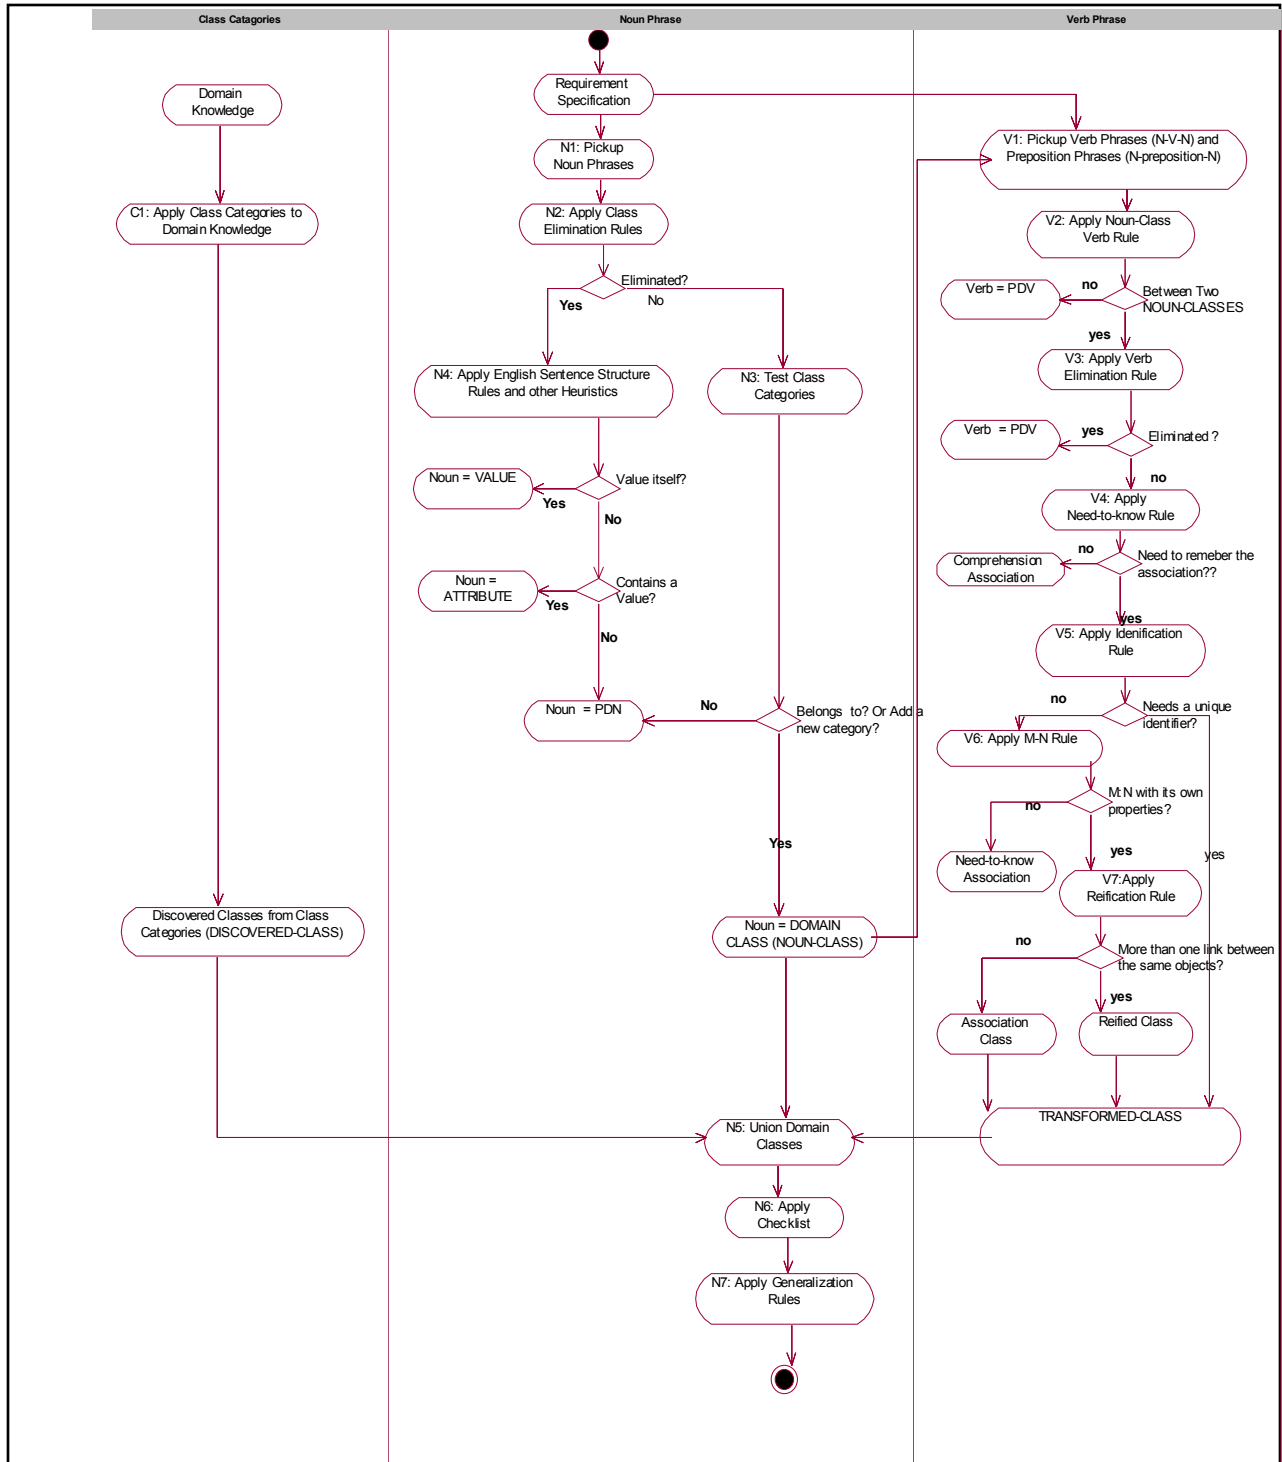 Class Catagories
Noun Phrase
Verb Phrase
Domain
Knowledge
C1: Apply Class Categories to
Domain Knowledge
Discovered Classes from Class
Categories (DISCOVERED-CLASS)
Requirement
Specification
N1: Pickup
Noun Phrases
N2: Apply Class
Elimination Rules
Eliminated?
Yes
No
N4: Apply English Sentence Structure
Rules and other Heuristics
N3: Test Class
Categories
Noun = VALUE
Value itself?
Yes
No
Noun =
ATTRIBUTE
Contains a
Value?
Yes
No
Noun = PDN
No
Belongs to? Or Add a
new category?
Yes
Noun = DOMAIN
CLASS (NOUN-CLASS)
N5: Union Domain
Classes
N6: Apply
Checklist
N7: Apply Generalization
Rules
V1: Pickup Verb Phrases (N-V-N) and
Preposition Phrases (N-preposition-N)
V2: Apply Noun-Class
Verb Rule
Verb = PDV
no
Between Two
NOUN-CLASSES
yes
V3: Apply Verb
Elimination Rule
Verb = PDV
yes
Eliminated ?
no
V4: Apply
Need-to-know Rule
no
Need to remeber the
association??
Comprehension
Association
yes
V5: Apply Idenification
Rule
no
Needs a unique
identifier?
V6: Apply M-N Rule
M:N with its own
properties?
no
Need-to-know
Association
yes
yes
V7:Apply
Reification Rule
no
More than one link between
the same objects?
yes
Association
Class
Reified Class
TRANSFORMED-CLASS